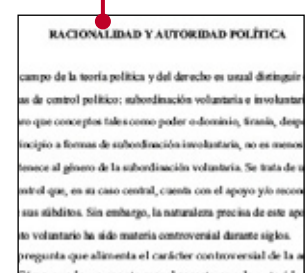 RACIONALIDAD Y AUTORIDAD POLÍTICA
campo de la teoría política y del derecho es usual distinguir
as de control político: subordinación voluntaria e involuntar
ro que conceptos tales como poder o dominio, tiranía, desp
incipio a formas de subordinación involuntaria, no es menos
tenece al género de la subordinación voluntaria. Se trata de u
ntrol que, en su caso central, cuenta con el apoyo y/o recon
sus súbditos. Sin embargo, la naturaleza precisa de este apo
to voluntario ha sido materia controversial durante siglos.
pregunta que alimenta el carácter controversial de la a